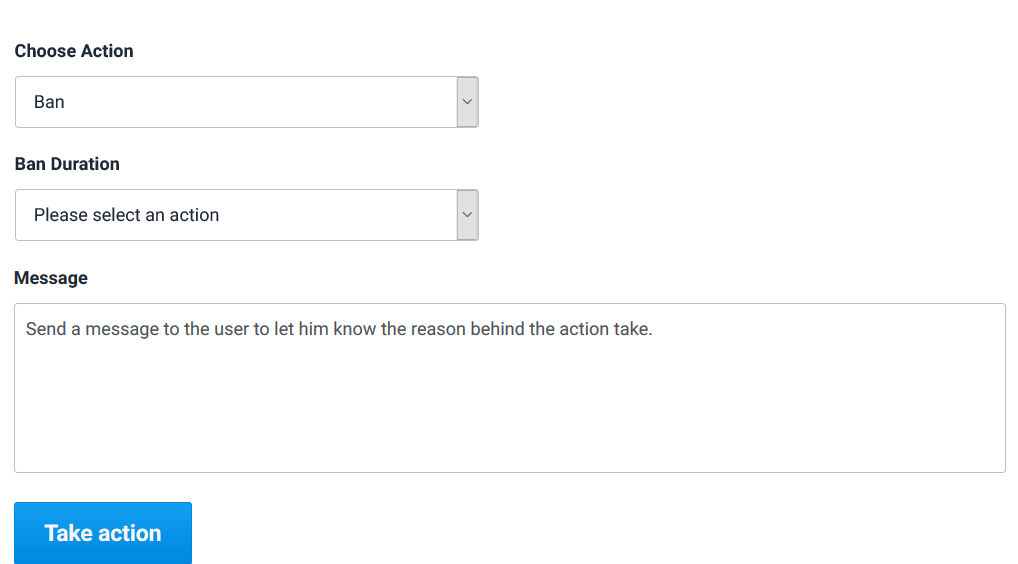 Choose Action
Ban
Ban Duration
Please select an action
Message
Send a message to the user to let him know the reason behind the action take.
Take action